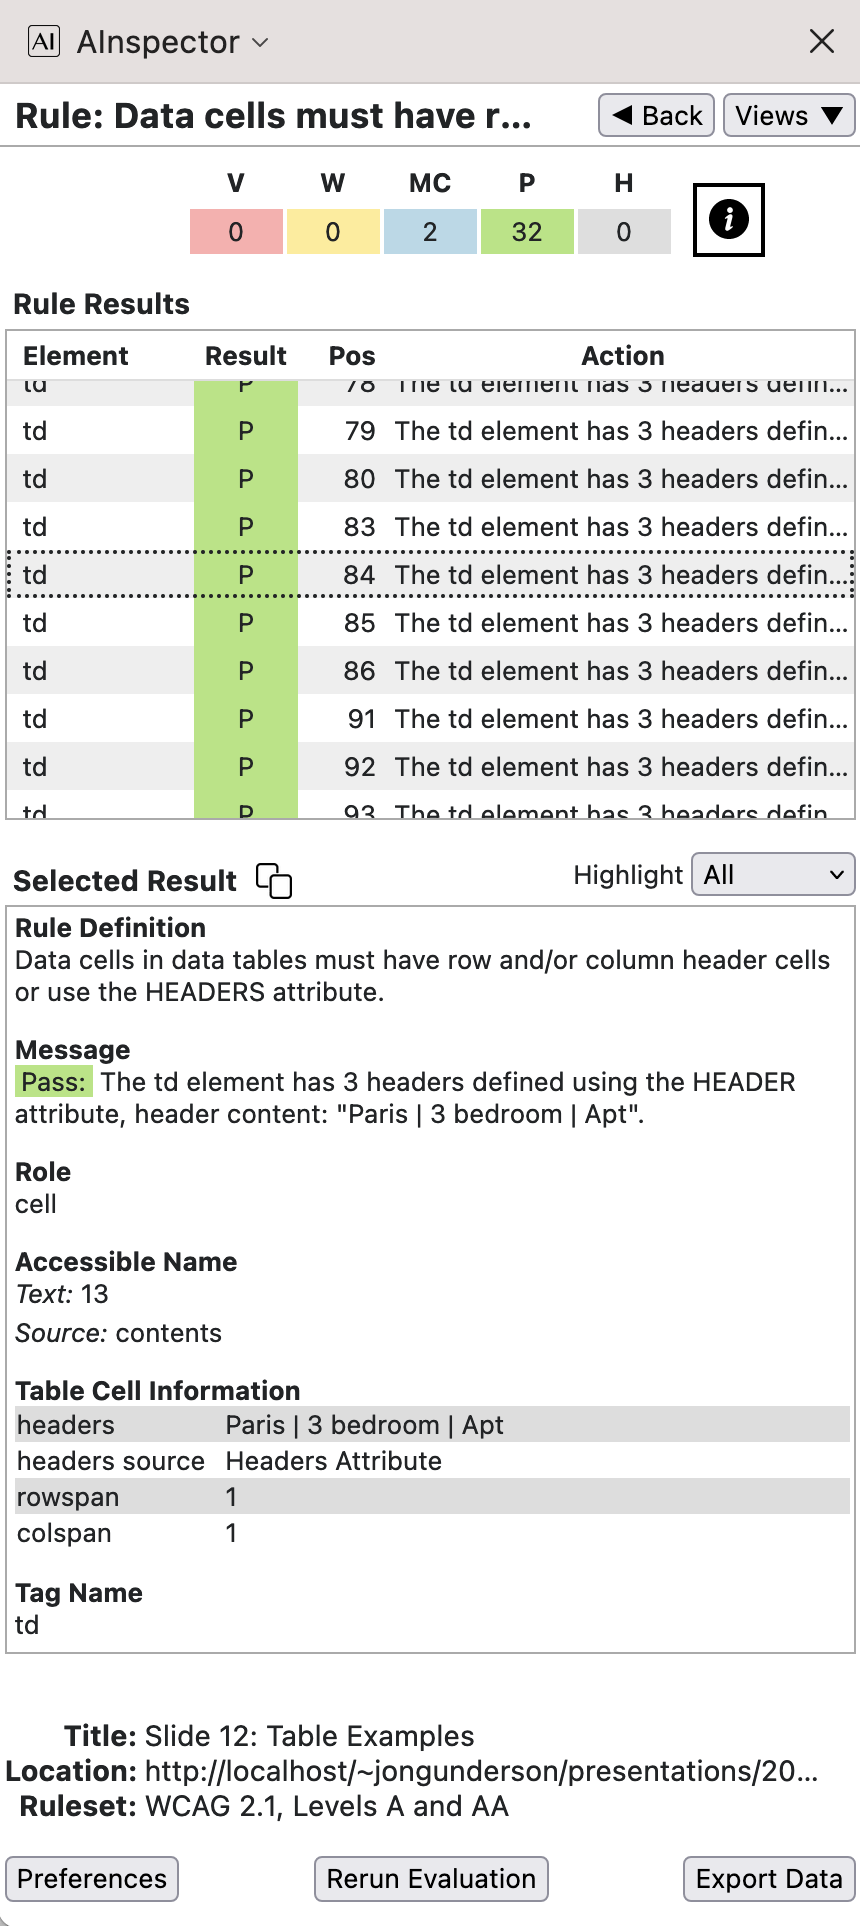 AI AInspector
Rule: Data cells must have r...
◀ Back
Views ▼
V W MC P H
0 0 2 32 0
i
Rule Results
Element Result Pos Action
td P 78 The td element has 3 headers defin...
td P 79 The td element has 3 headers defin...
td P 80 The td element has 3 headers defin...
td P 83 The td element has 3 headers defin...
td P 84 The td element has 3 headers defin...
td P 85 The td element has 3 headers defin...
td P 86 The td element has 3 headers defin...
td P 91 The td element has 3 headers defin...
td P 92 The td element has 3 headers defin...
td P 93 The td element has 3 headers defin
Selected Result
Highlight All
Rule Definition
Data cells in data tables must have row and/or column header cells
or use the HEADERS attribute.
Message
Pass: The td element has 3 headers defined using the HEADER
attribute, header content: "Paris | 3 bedroom | Apt".
Role
cell
Accessible Name
Text: 13
Source: contents
Table Cell Information
headers Paris | 3 bedroom | Apt
headers source Headers Attribute
rowspan 1
colspan 1
Tag Name
td
Title: Slide 12: Table Examples
Location: http://localhost/~jongunderson/presentations/20...
Ruleset: WCAG 2.1, Levels A and AA
Preferences
Rerun Evaluation
Export Data